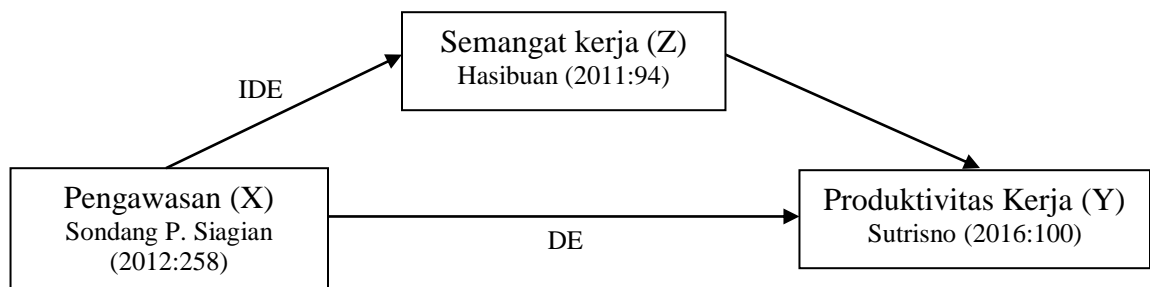 Semangat kerja (Z)
Hasibuan (2011:94)
IDE
Pengawasan (X)
Sondang P. Siagian
(2012:258)
DE
Produktivitas Kerja (Y)
Sutrisno (2016:100)